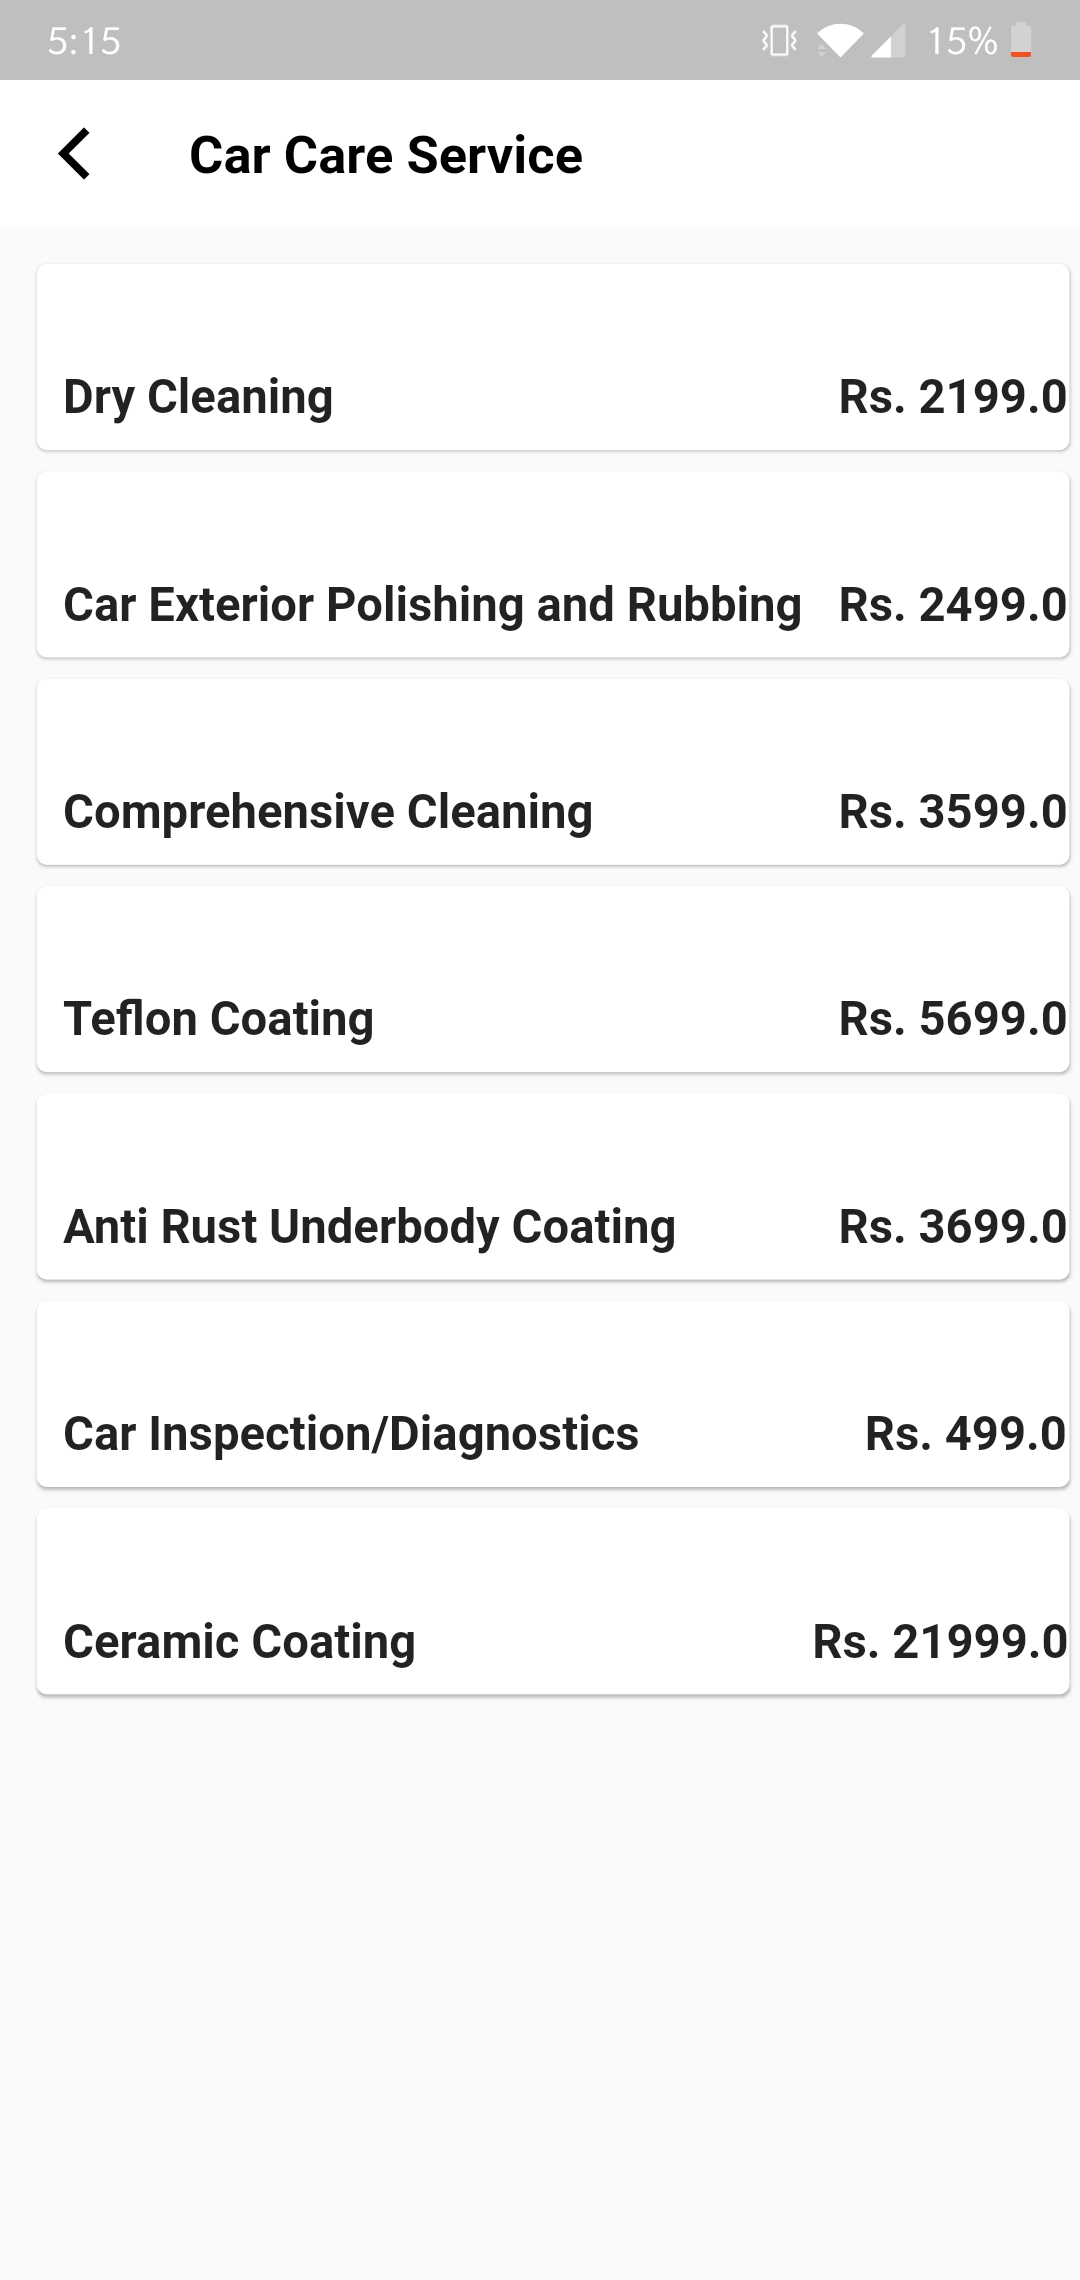 5:15 15%
Car Care Service
Dry Cleaning Rs. 2199.0
Car Exterior Polishing and Rubbing Rs. 2499.0
Comprehensive Cleaning Rs. 3599.0
Teflon Coating Rs. 5699.0
Anti Rust Underbody Coating Rs. 3699.0
Car Inspection/Diagnostics Rs. 499.0
Ceramic Coating Rs. 21999.0